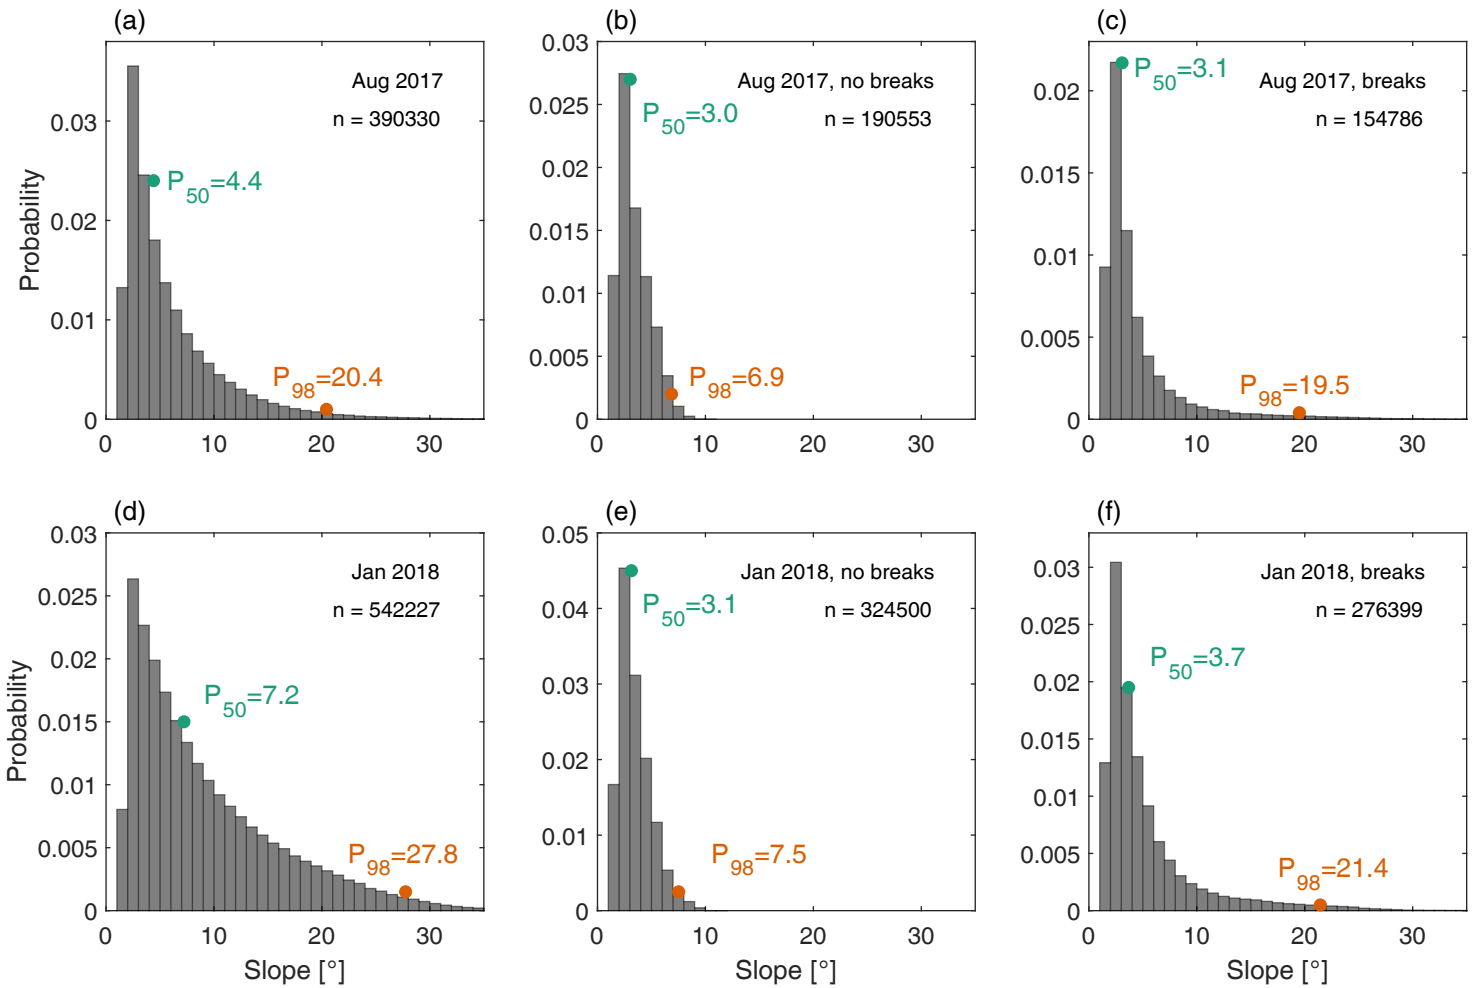 (a)
Aug 2017
n = 390330
P50=4.4
P98=20.4
Probability
0.03
0.02
0.01
0
0 10 20 30
(b)
Aug 2017, no breaks
n = 190553
P50=3.0
P98=6.9
0.03
0.025
0.02
0.015
0.01
0.005
0
0 10 20 30
(c)
Aug 2017, breaks
n = 154786
P50=3.1
P98=19.5
0.02
0.015
0.01
0.005
0
0 10 20 30
(d)
Jan 2018
n = 542227
P50=7.2
P98=27.8
Probability
0.03
0.025
0.02
0.015
0.01
0.005
0
0 10 20 30
Slope [°]
(e)
Jan 2018, no breaks
n = 324500
P50=3.1
P98=7.5
0.05
0.04
0.03
0.02
0.01
0
0 10 20 30
Slope [°]
(f)
Jan 2018, breaks
n = 276399
P50=3.7
P98=21.4
0.03
0.025
0.02
0.015
0.01
0.005
0
0 10 20 30
Slope [°]